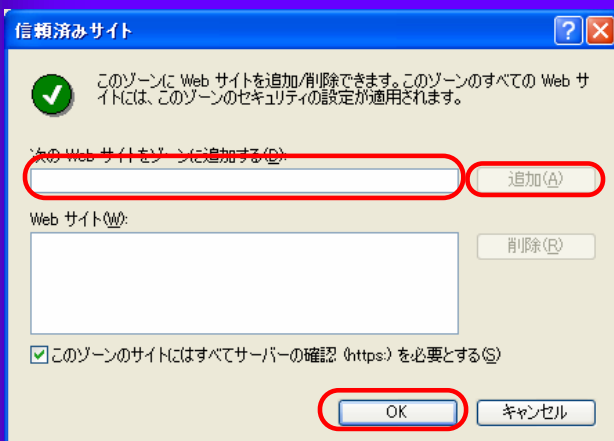 信頼済みサイト
このゾーンに Web サイトを追加/削除できます。このゾーンのすべての Web サ
イトには、このゾーンのセキュリティの設定が適用されます。
次の Web サイトをゾーンに追加する(D):
追加(A)
Web サイト(W):
削除(R)
このゾーンのサイトにはすべてサーバーの確認 (https:) を必要とする(S)
OK
キャンセル